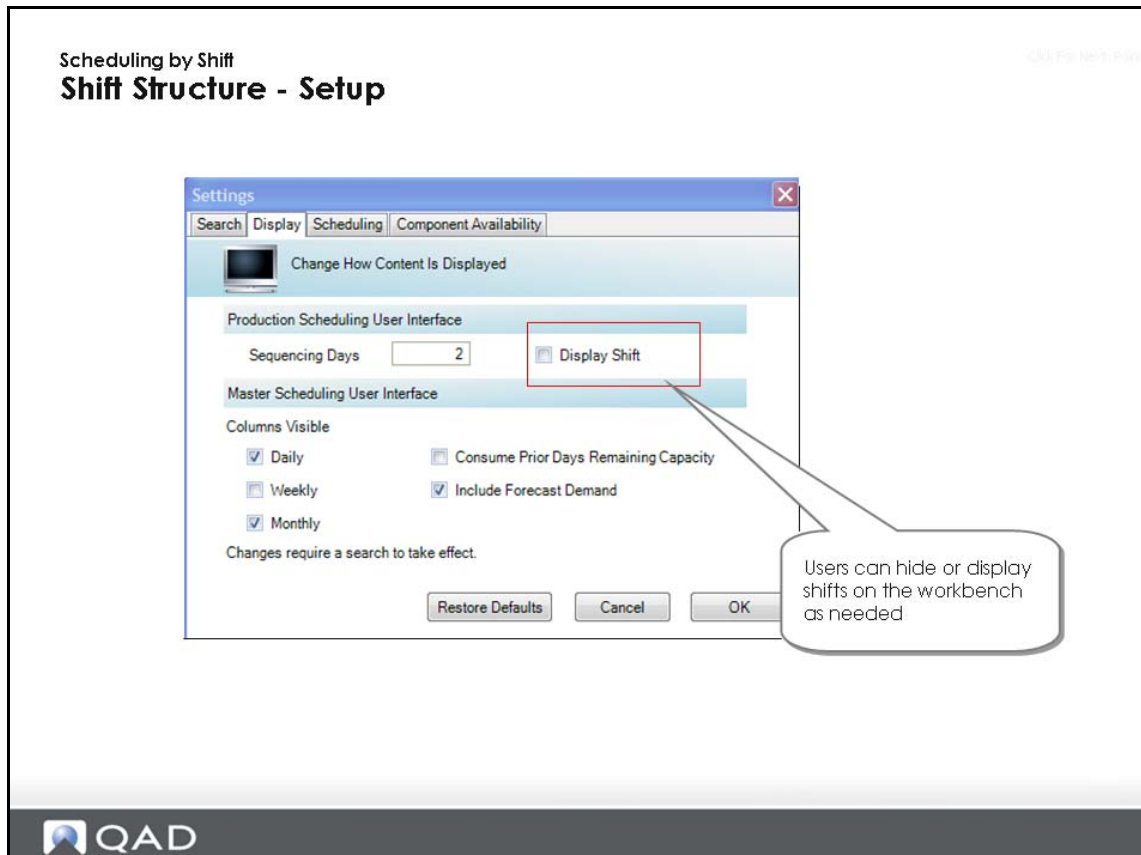 Scheduling by Shift
Shift Structure - Setup
Settings
Search Display Scheduling Component Availability
Change How Content Is Displayed
Production Scheduling User Interface
Sequencing Days 2 Display Shift
Master Scheduling User Interface
Columns Visible
Daily Consume Prior Days Remaining Capacity
Weekly Include Forecast Demand
Monthly
Changes require a search to take effect.
Restore Defaults Cancel OK
Users can hide or display
shifts on the workbench
as needed
QAD